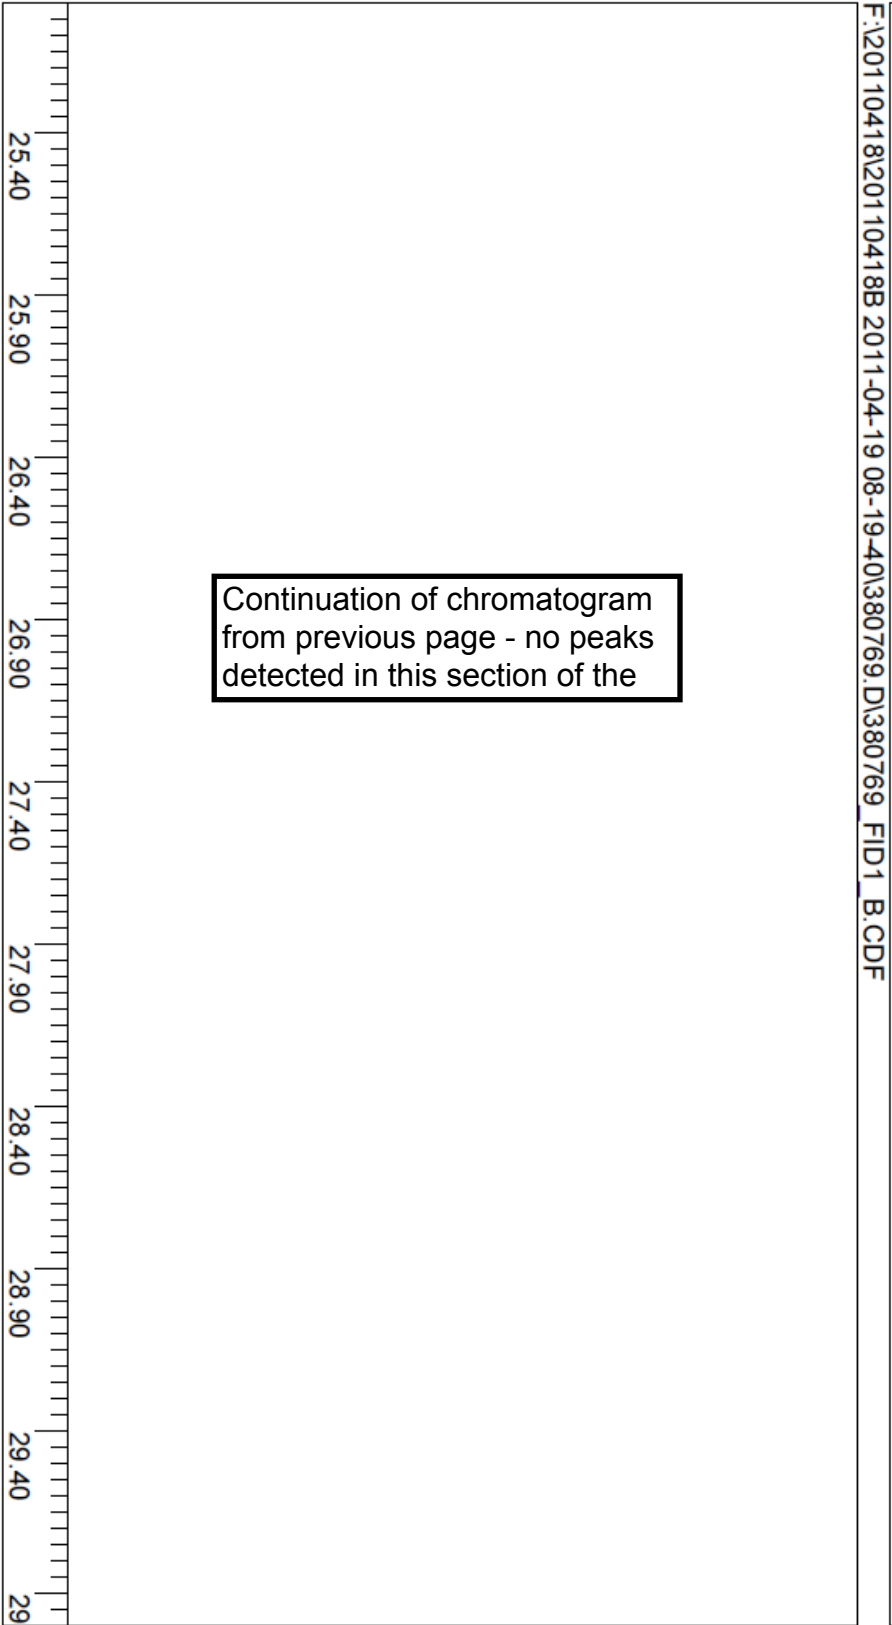 F:\20110418\20110418B 2011-04-19 08-19-40\380769.D\380769_FID1_B.CDF
Continuation of chromatogram
from previous page - no peaks
detected in this section of the
25.40
25.90
26.40
26.90
27.40
27.90
28.40
28.90
29.40
29